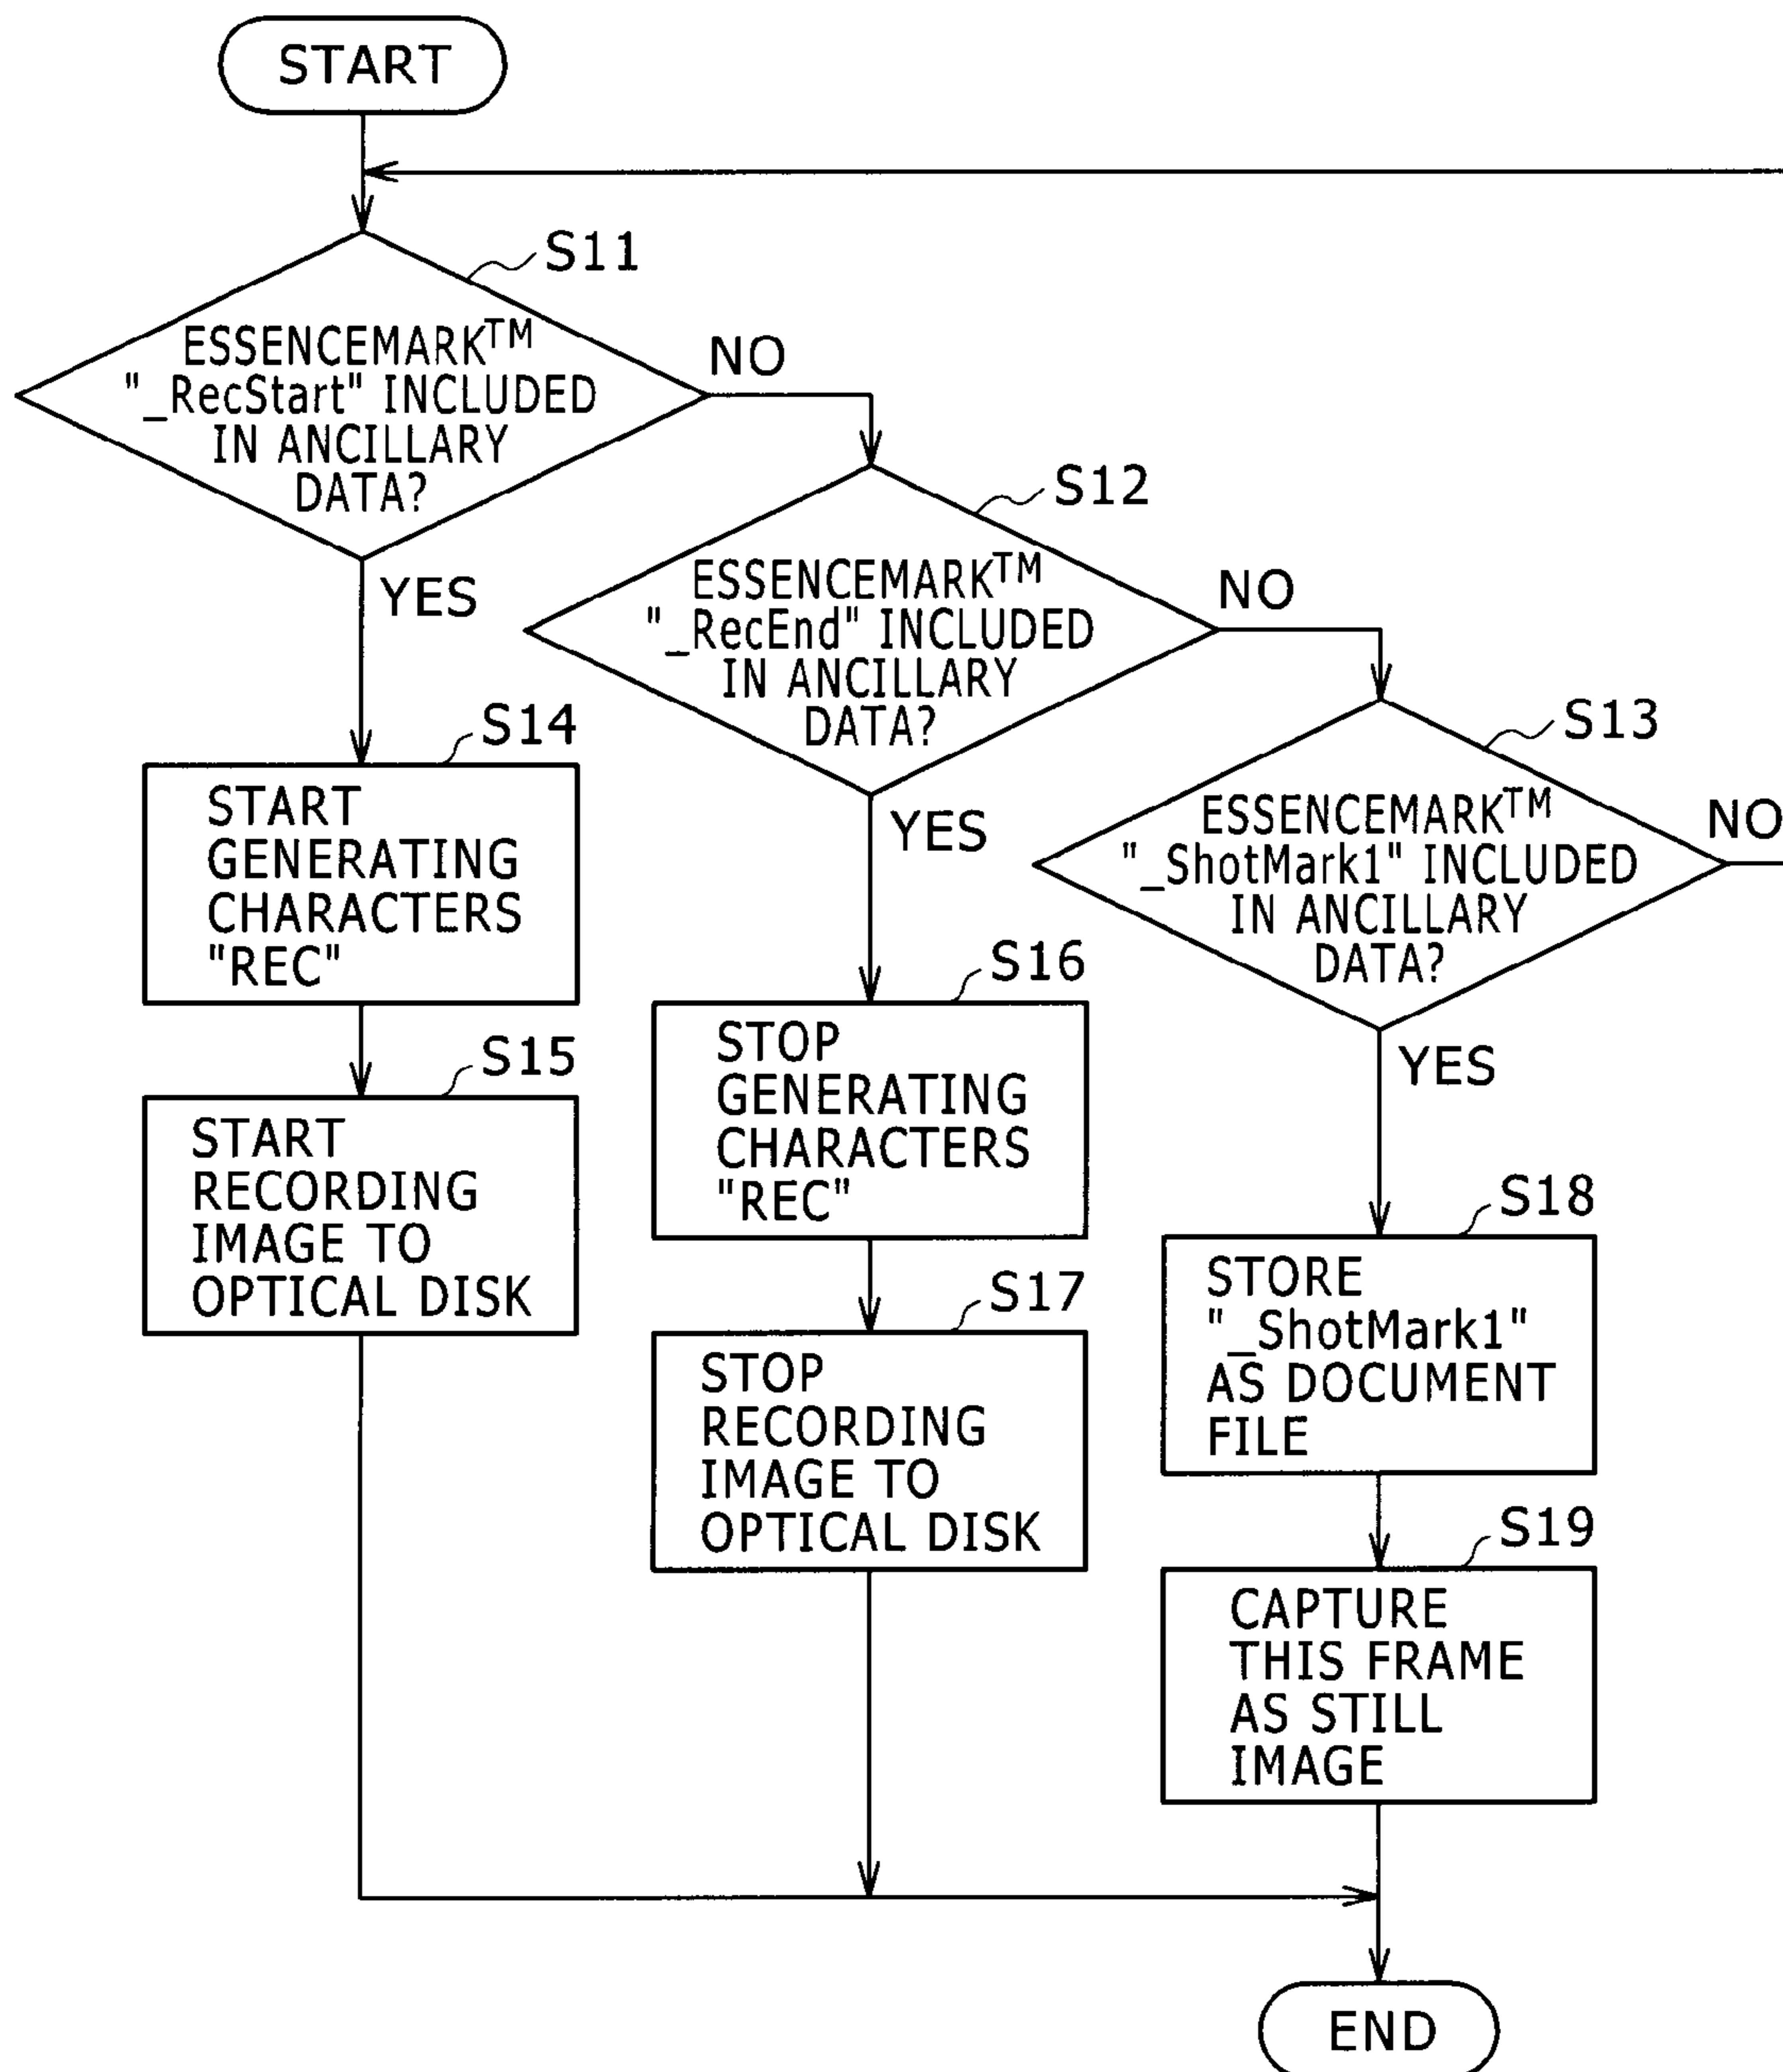 START
S11
ESSENCEMARK™
"_RecStart" INCLUDED
IN ANCILLARY
DATA?
NO
YES
S12
ESSENCEMARK™
"_RecEnd" INCLUDED
IN ANCILLARY
DATA?
NO
YES
S13
ESSENCEMARK™
"_ShotMark1" INCLUDED
IN ANCILLARY
DATA?
NO
YES
S14
START
GENERATING
CHARACTERS
"REC"
S15
START
RECORDING
IMAGE TO
OPTICAL DISK
S16
STOP
GENERATING
CHARACTERS
"REC"
S17
STOP
RECORDING
IMAGE TO
OPTICAL DISK
S18
STORE
"_ShotMark1"
AS DOCUMENT
FILE
S19
CAPTURE
THIS FRAME
AS STILL
IMAGE
END